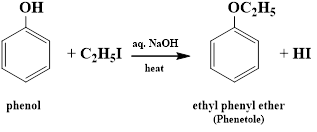 OH
OC₂H₅
+ C₂H₅I
aq. NaOH
heat
+ HI
phenol
ethyl phenyl ether
(Phenetole)